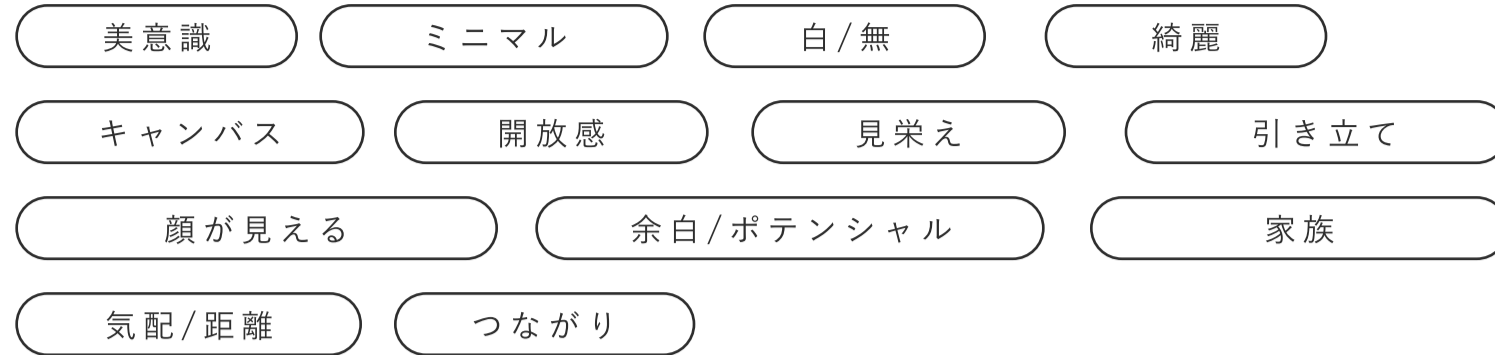 美意識 ミニマル 白/無 綺麗
キャンバス 開放感 見栄え 引き立て
顔が見える 余白/ポテンシャル 家族
気配/距離 つながり